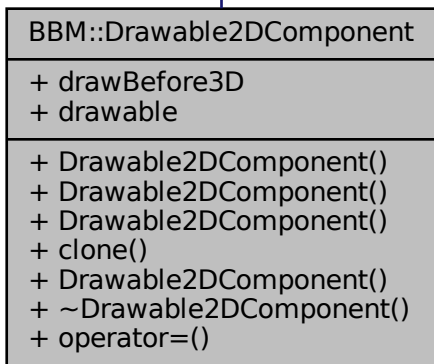 BBM::Drawable2DComponent
+ drawBefore3D
+ drawable
+ Drawable2DComponent()
+ Drawable2DComponent()
+ Drawable2DComponent()
+ clone()
+ Drawable2DComponent()
+ ~Drawable2DComponent()
+ operator=()